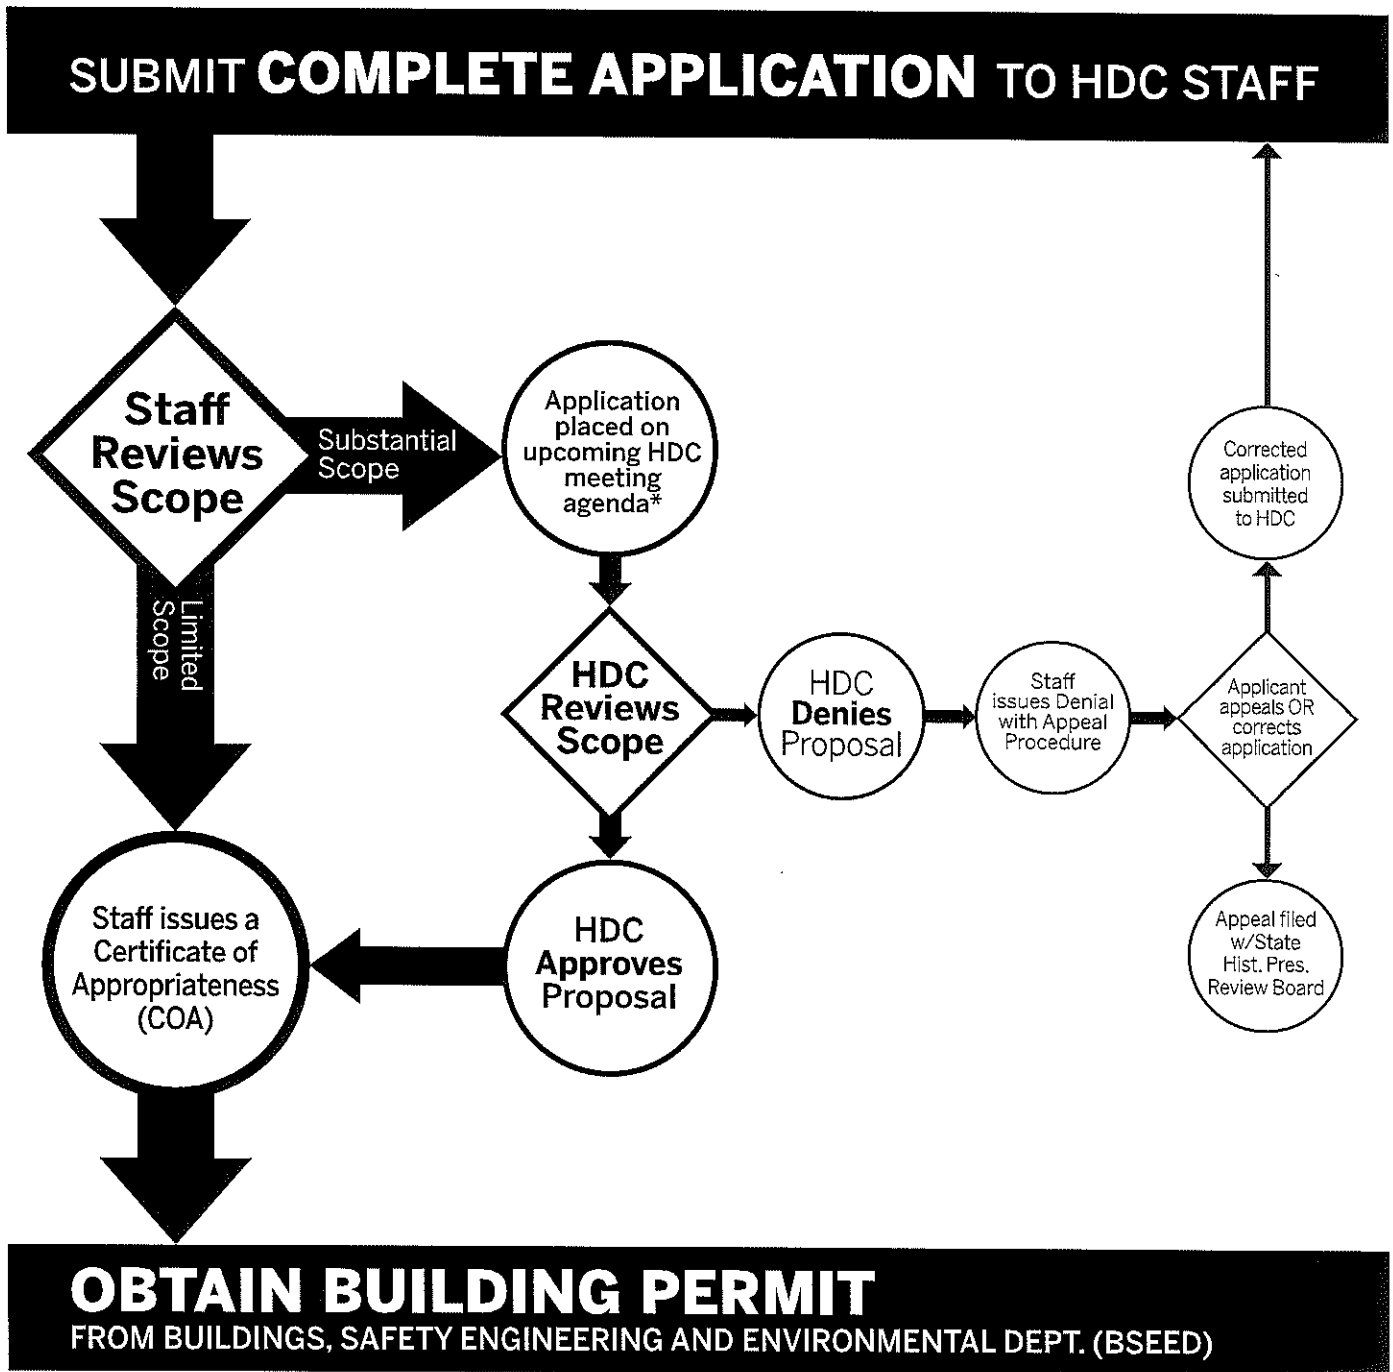 SUBMIT COMPLETE APPLICATION TO HDC STAFF
Staff
Reviews
Scope
Substantial
Scope
Application
placed on
upcoming HDC
meeting
agenda*
Limited
Scope
HDC
Reviews
Scope
HDC
Denies
Proposal
Staff
issues Denial
with Appeal
Procedure
Applicant
appeals OR
corrects
application
Corrected
application
submitted
to HDC
Appeal filed
w/State
Hist. Pres.
Review Board
HDC
Approves
Proposal
Staff issues a
Certificate of
Appropriateness
(COA)
OBTAIN BUILDING PERMIT
FROM BUILDINGS, SAFETY ENGINEERING AND ENVIRONMENTAL DEPT. (BSEED)